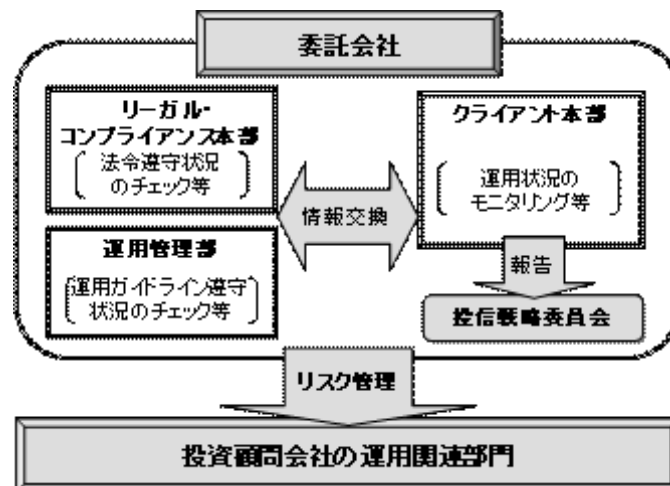 委託会社
リーガル・
コンプライアンス本部
法令遵守状況
のチェック等
運用管理部
運用ガイドライン遵守
状況のチェック等
情報交換
クライアント本部
運用状況の
モニタリング等
報告
投信戦略委員会
リスク管理
投資顧問会社の運用関連部門